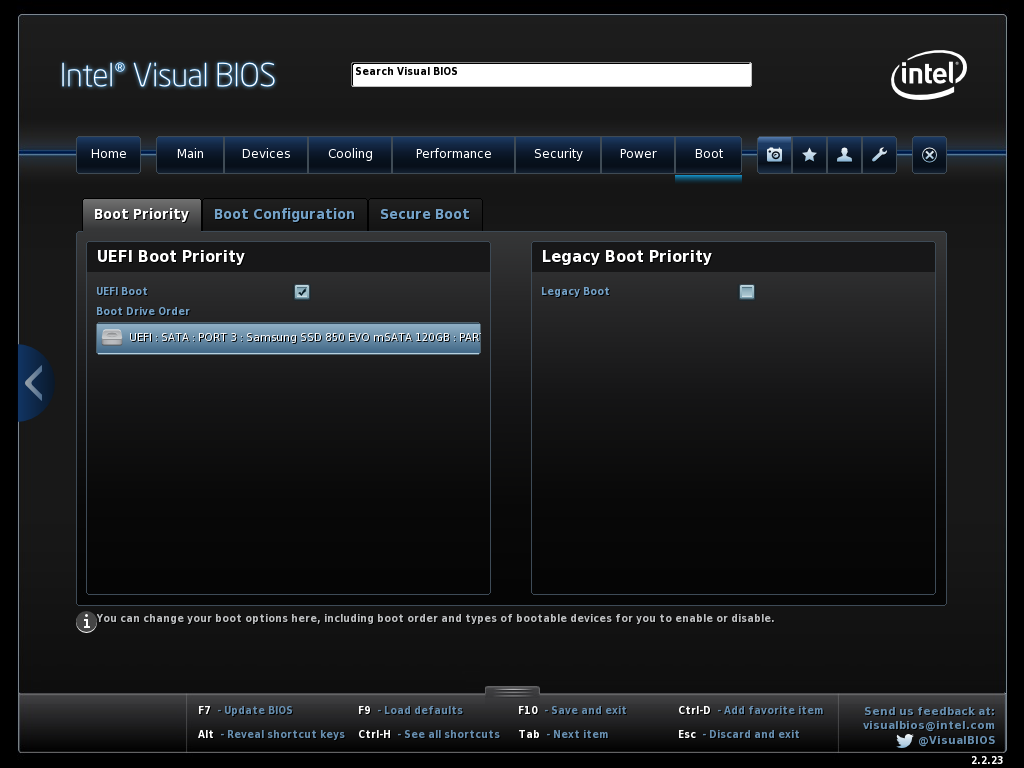 Intel® Visual BIOS
Search Visual BIOS
intel
Home Main Devices Cooling Performance Security Power Boot
Boot Priority Boot Configuration Secure Boot
UEFI Boot Priority
UEFI Boot
Boot Drive Order
UEFI : SATA : PORT 3 : Samsung SSD 850 EVO mSATA 120GB : PAR
Legacy Boot Priority
Legacy Boot
You can change your boot options here, including boot order and types of bootable devices for you to enable or disable.
F7 - Update BIOS F9 - Load defaults F10 - Save and exit Ctrl-D - Add favorite item
Alt - Reveal shortcut keys Ctrl-H - See all shortcuts Tab - Next item Esc - Discard and exit
Send us feedback at:
visualbios@intel.com
@VisualBIOS
2.2.23